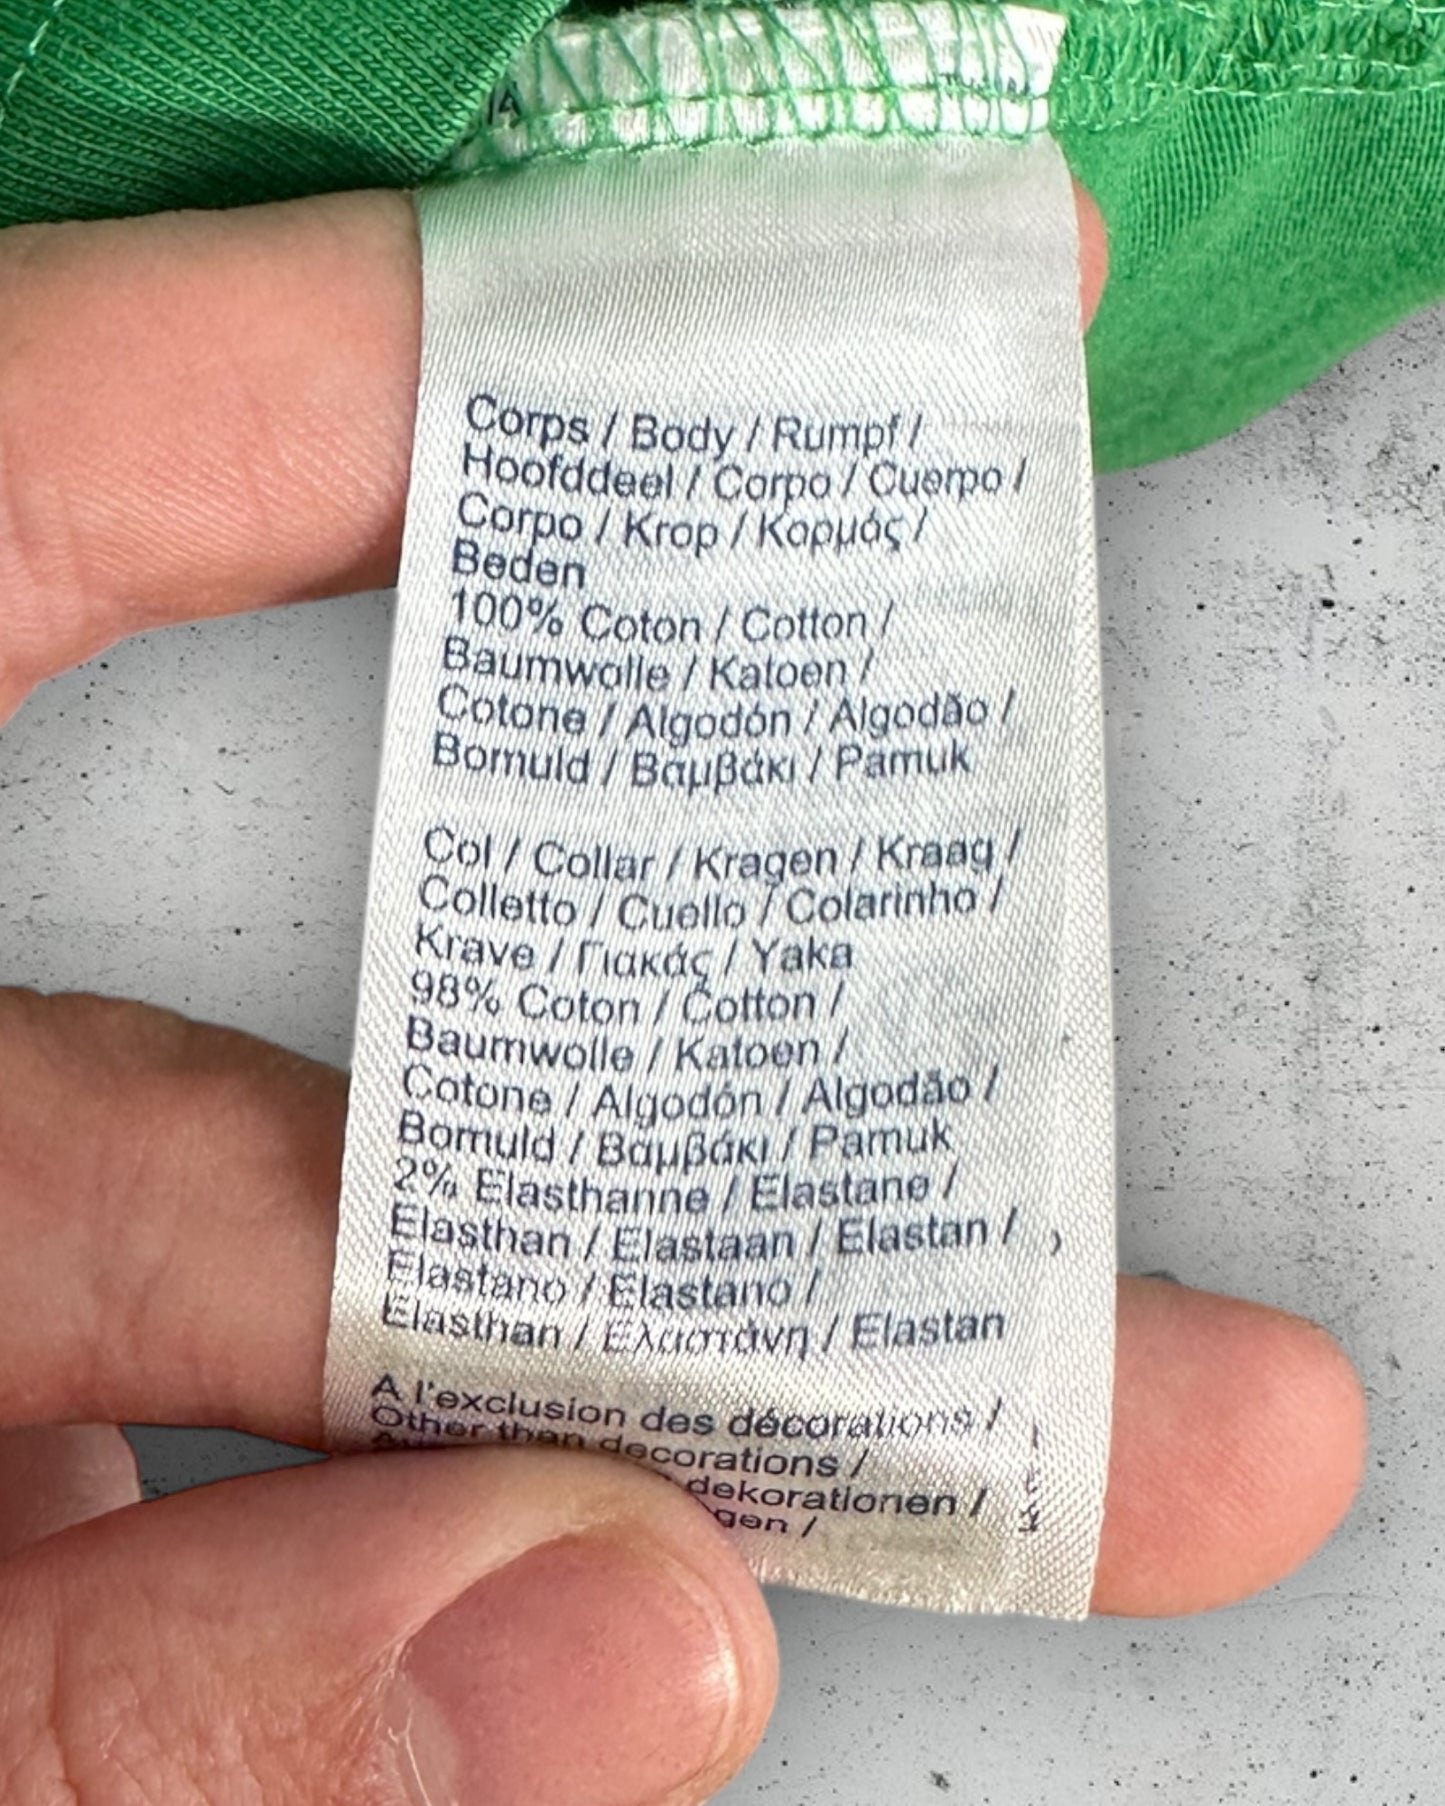 Corps / Body / Rumpf /
Hoofddeel / Corpo / Cuerpo /
Corpo / Krop / Κορμός /
Beden
100% Coton / Cotton /
Baumwolle / Katoen /
Cotone / Algodón / Algodão /
Bomuld / Βαμβάκι / Pamuk
Col / Collar / Kragen / Kraag /
Colletto / Cuello / Colarinho /
Krave / Γιακάς / Yaka
98% Coton / Cotton /
Baumwolle / Katoen /
Cotone / Algodón / Algodão /
Bomuld / Βαμβάκι / Pamuk
2% Elasthanne / Elastane /
Elasthan / Elastaan / Elastan /
Elastano / Elastano /
Elasthan / Ελαστάνη / Elastan
A l'exclusion des décorations /
Other than decorations /
dekorationen /
gen /